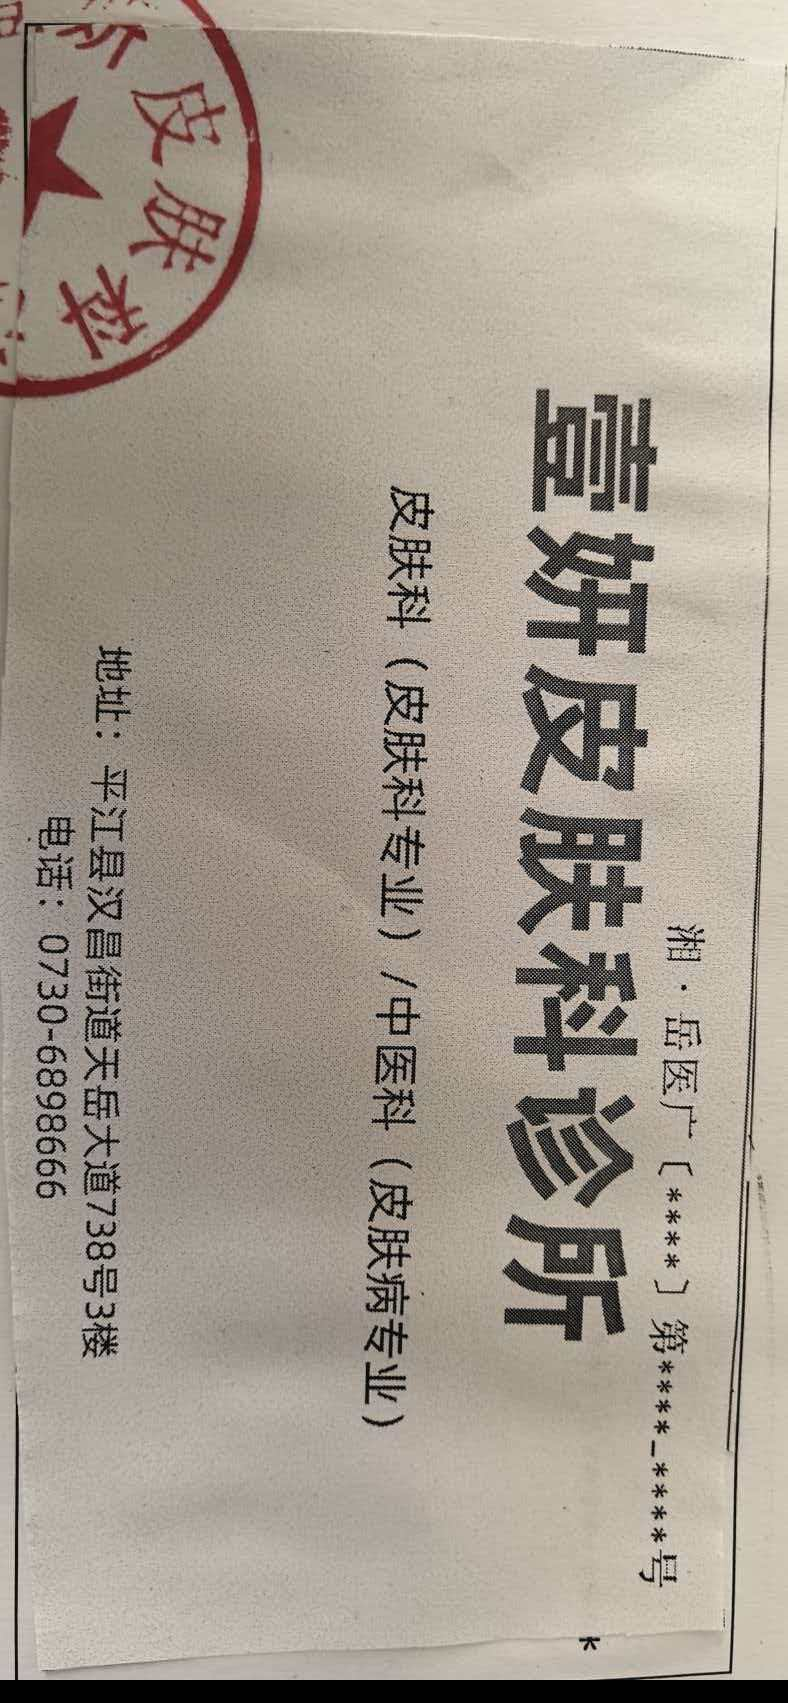 湘·岳医广〔****〕第****-****号
壹妍皮肤科诊所
皮肤科（皮肤科专业）/中医科（皮肤病专业）
地址：平江县汉昌街道天岳大道738号3楼
电话：0730-6898666
皮肤科
*